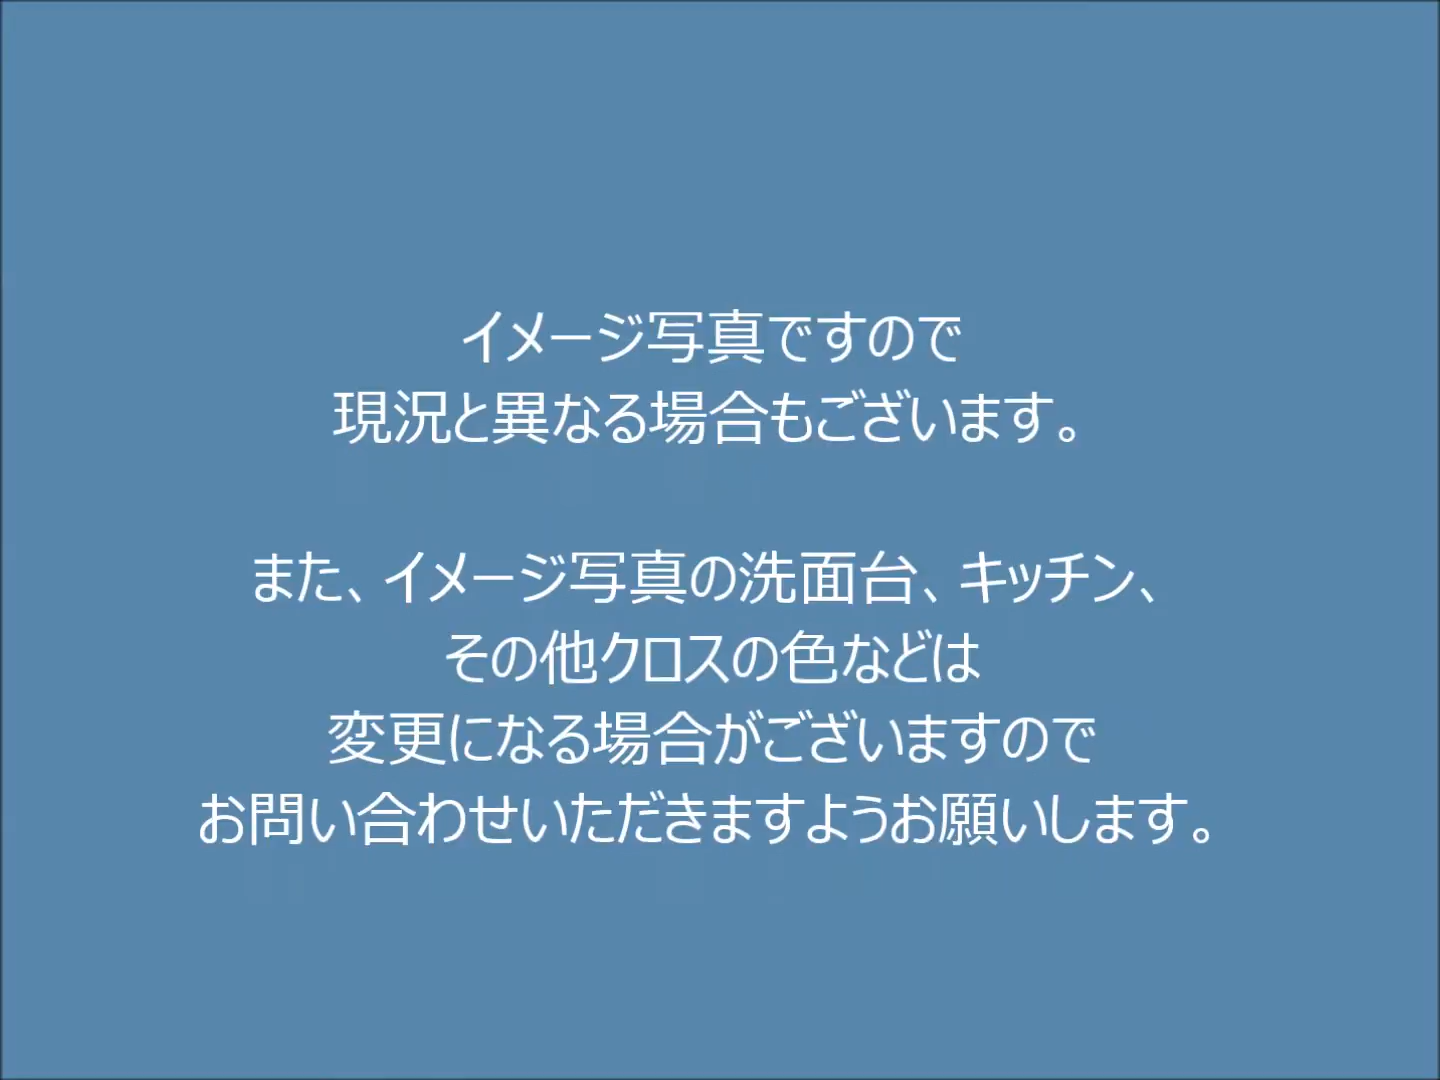 イメージ写真ですので
現況と異なる場合もございます。
また、イメージ写真の洗面台、キッチン、
その他クロスの色などは
変更になる場合がございますので
お問い合わせいただきますようお願いします。